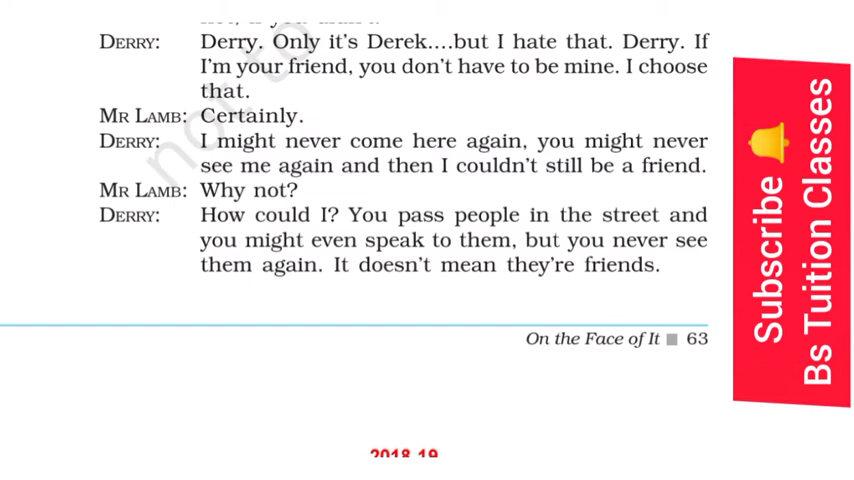 DERRY: Derry. Only it's Derek....but I hate that. Derry. If
I'm your friend, you don't have to be mine. I choose
that.
MR LAMB: Certainly.
DERRY: I might never come here again, you might never
see me again and then I couldn't still be a friend.
MR LAMB: Why not?
DERRY: How could I? You pass people in the street and
you might even speak to them, but you never see
them again. It doesn't mean they're friends.
On the Face of It ■ 63
2018-19
not to
Subscribe 🔔
Bs Tuition Classes